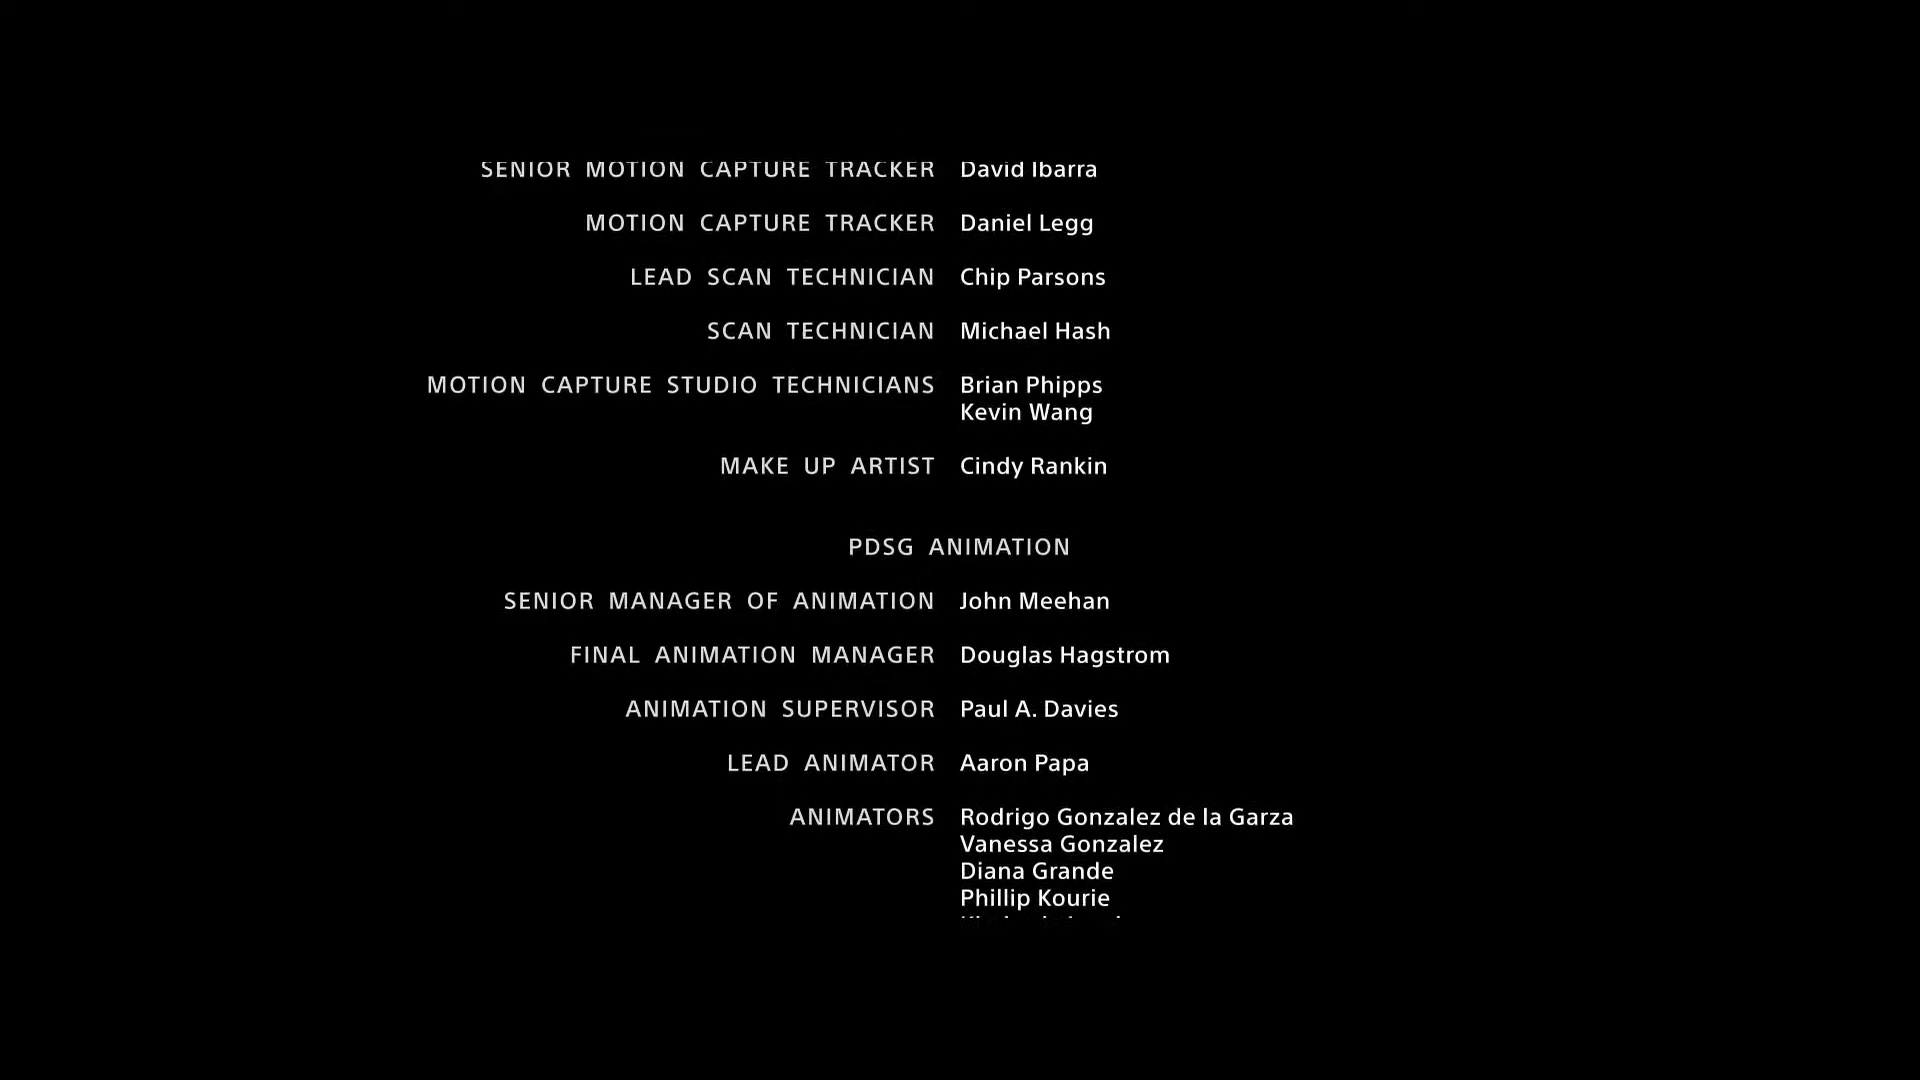 SENIOR MOTION CAPTURE TRACKER David Ibarra
MOTION CAPTURE TRACKER Daniel Legg
LEAD SCAN TECHNICIAN Chip Parsons
SCAN TECHNICIAN Michael Hash
MOTION CAPTURE STUDIO TECHNICIANS Brian Phipps
Kevin Wang
MAKE UP ARTIST Cindy Rankin
PDSG ANIMATION
SENIOR MANAGER OF ANIMATION John Meehan
FINAL ANIMATION MANAGER Douglas Hagstrom
ANIMATION SUPERVISOR Paul A. Davies
LEAD ANIMATOR Aaron Papa
ANIMATORS Rodrigo Gonzalez de la Garza
Vanessa Gonzalez
Diana Grande
Phillip Kourie